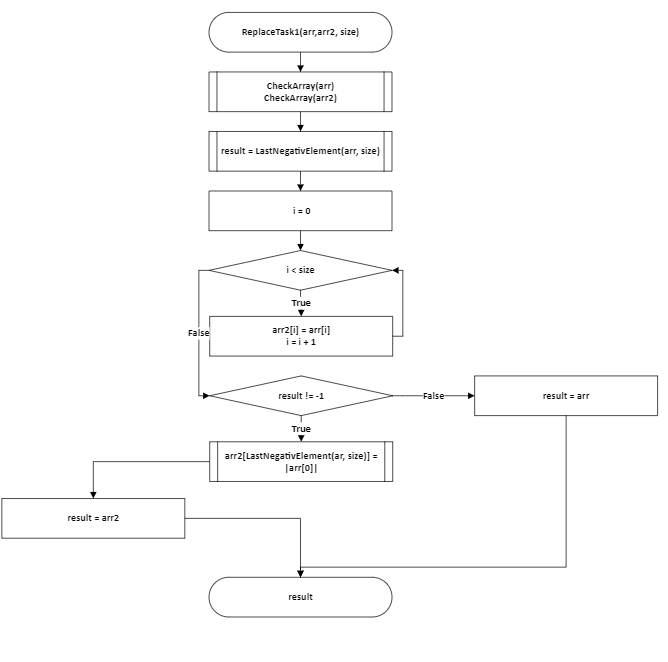 ReplaceTask1(arr,arr2, size)
CheckArray(arr)
CheckArray(arr2)
result = LastNegativElement(arr, size)
i = 0
i < size
True
False
arr2[i] = arr[i]
i = i + 1
result != -1
False
result = arr
True
arr2[LastNegativElement(ar, size)] =
|arr[0]|
result = arr2
result